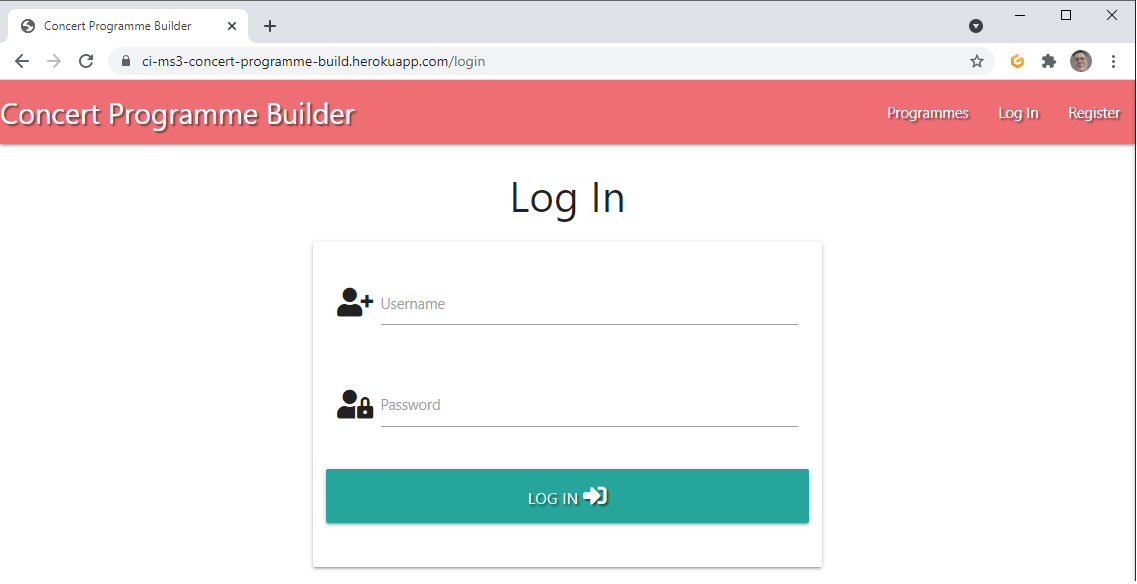 Concert Programme Builder
ci-ms3-concert-programme-build.herokuapp.com/login
Concert Programme Builder
Programmes Log In Register
Log In
Username
Password
LOG IN